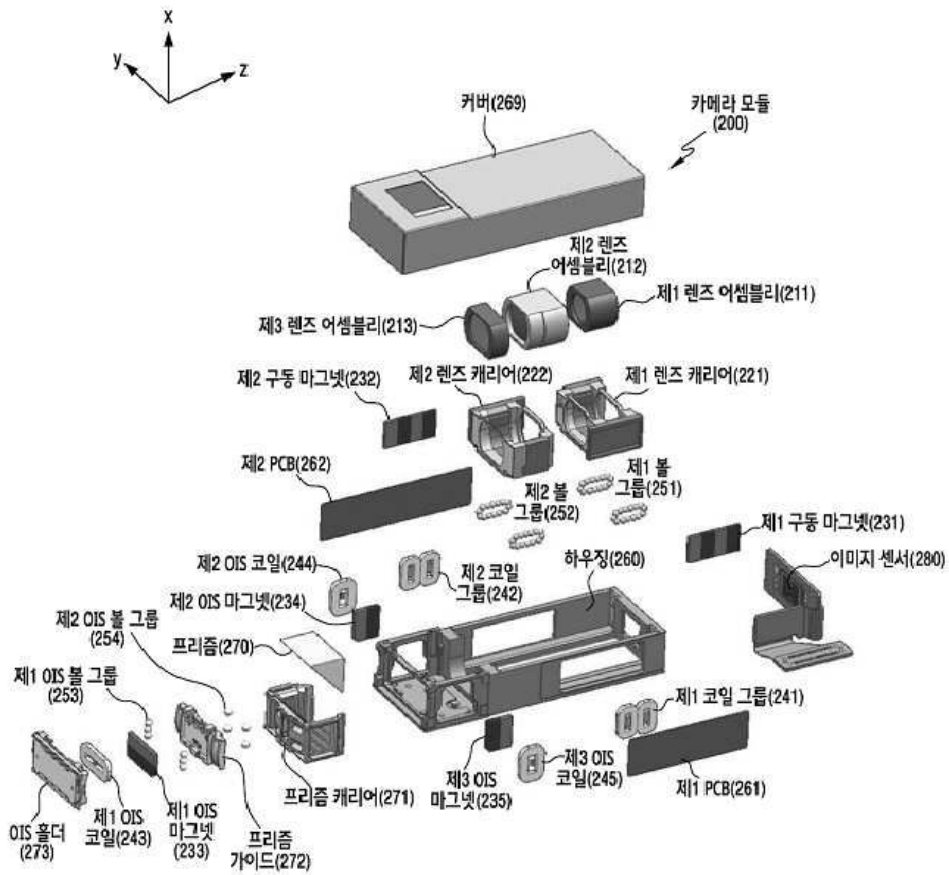 x
y
z
커버(269)
카메라 모듈
(200)
제2 렌즈
어셈블리(212)
제1 렌즈 어셈블리(211)
제3 렌즈 어셈블리(213)
제2 구동 마그넷(232)
제2 렌즈 캐리어(222)
제1 렌즈 캐리어(221)
제2 PCB(262)
제2 볼
그룹(252)
제1 볼
그룹(251)
제1 구동 마그넷(231)
이미지 센서(280)
제2 OIS 코일(244)
제2 코일
그룹(242)
하우징(260)
제2 OIS 마그넷(234)
제2 OIS 볼 그룹
(254)
프리즘(270)
제1 OIS 볼 그룹
(253)
제1 코일 그룹(241)
OIS 홀더
(273)
제1 OIS
코일(243)
제1 OIS
마그넷
(233)
프리즘
가이드(272)
프리즘 캐리어(271)
제3 OIS
마그넷(235)
제3 OIS
코일(245)
제1 PCB(261)